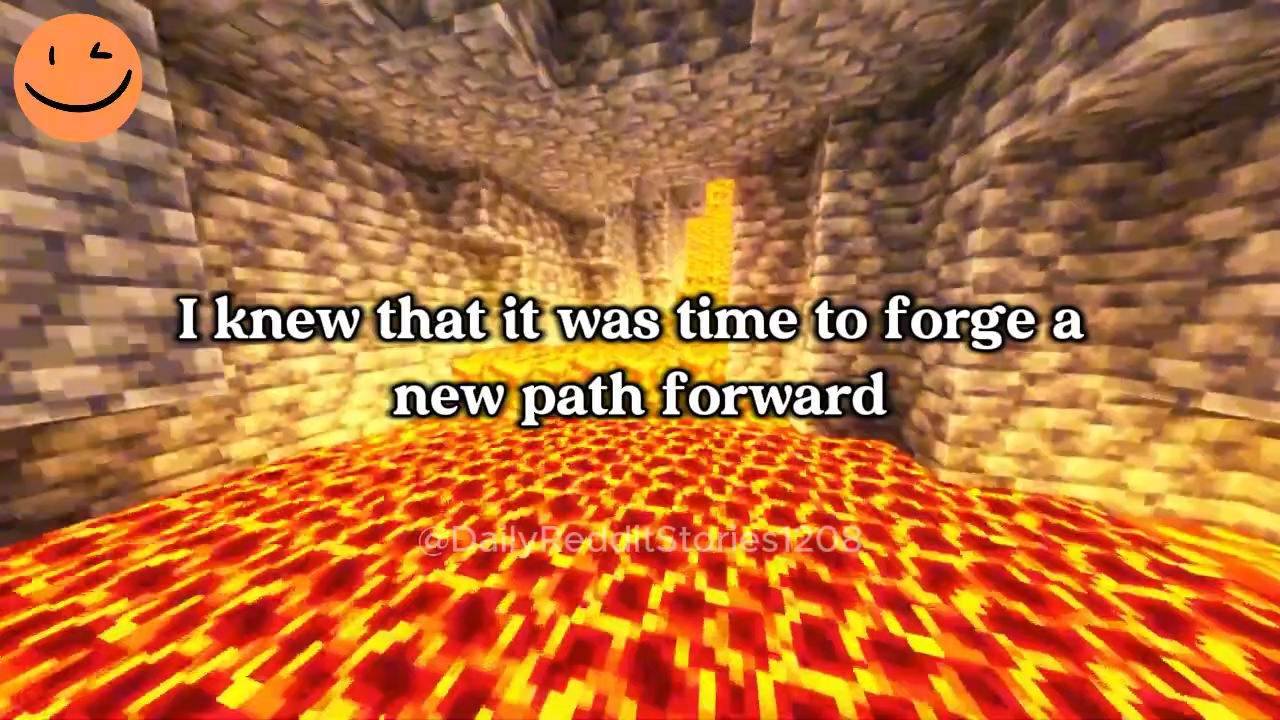 I knew that it was time to forge a
new path forward
@DailyRedditStories1208